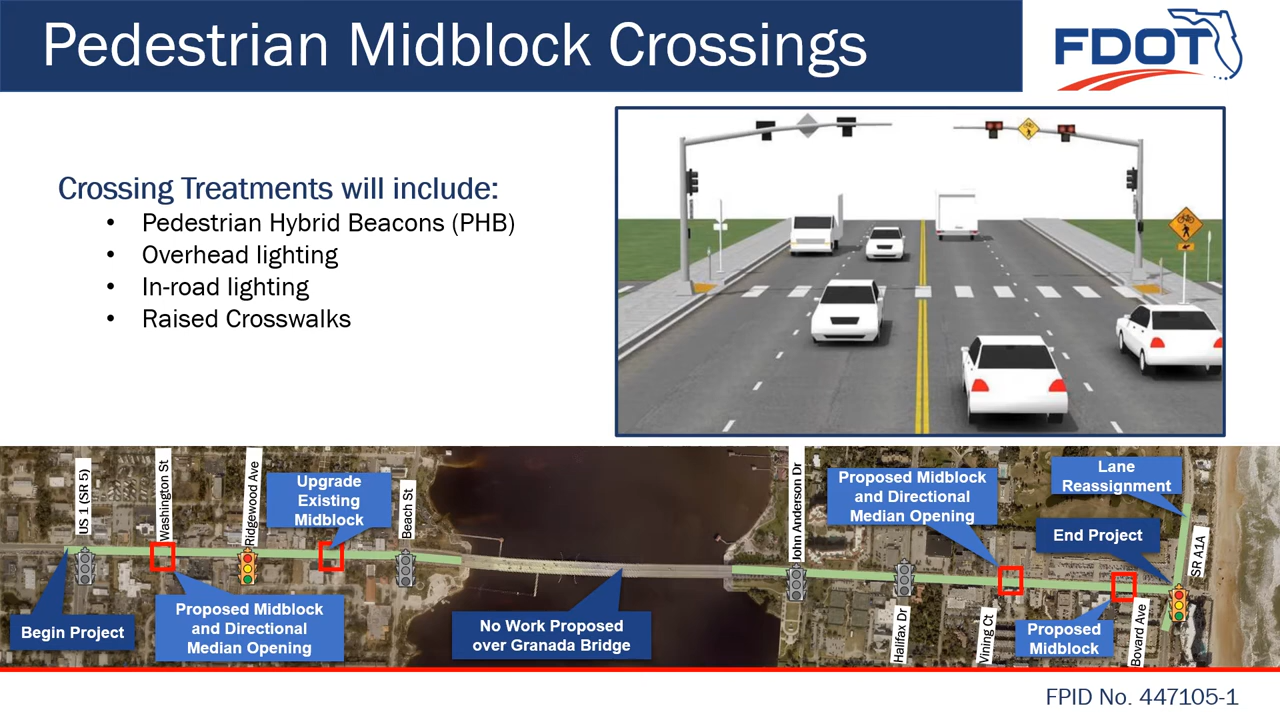 Pedestrian Midblock Crossings
FDOT
Crossing Treatments will include:
• Pedestrian Hybrid Beacons (PHB)
• Overhead lighting
• In-road lighting
• Raised Crosswalks
US 1 (SR 5)
Washington St
Ridgewood Ave
Upgrade
Existing
Midblock
Beach St
John Anderson Dr
Proposed Midblock
and Directional
Median Opening
Lane
Reassignment
End Project
SR A1A
Begin Project
Proposed Midblock
and Directional
Median Opening
No Work Proposed
over Granada Bridge
Halifax Dr
Vining Ct
Proposed
Midblock
Bovard Ave
FPID No. 447105-1